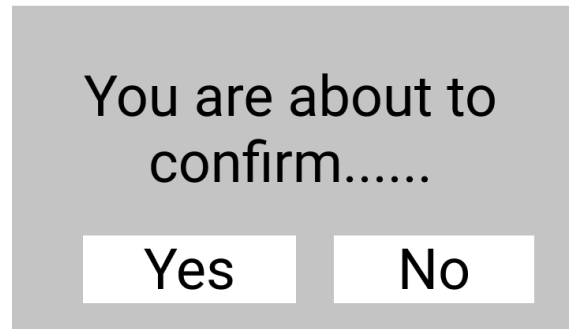 You are about to
confirm......
Yes No